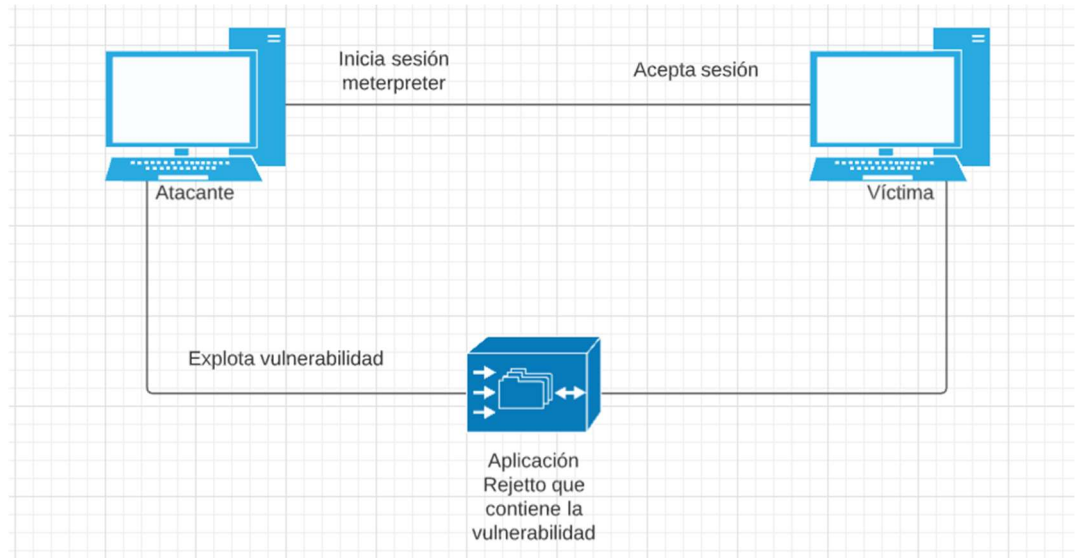 Inicia sesión
meterpreter
Acepta sesión
Atacante
Víctima
Explota vulnerabilidad
Aplicación
Rejetto que
contiene la
vulnerabilidad